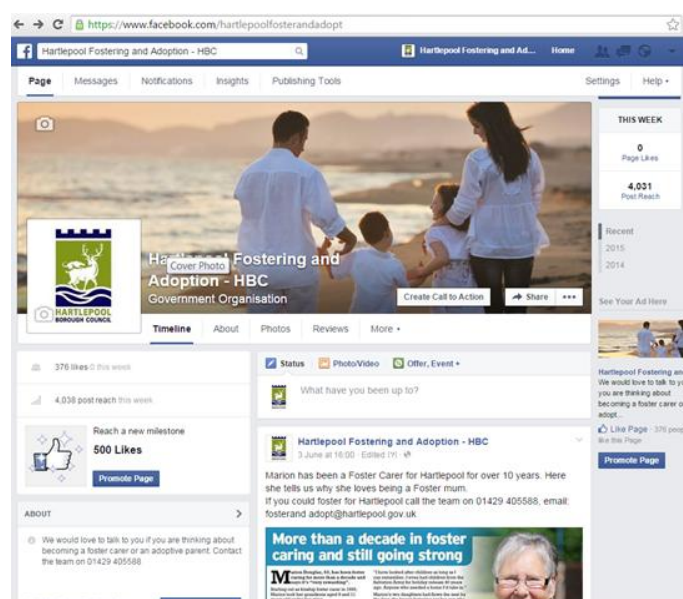 https://www.facebook.com/hartlepoolfosterandadopt
Hartlepool Fostering and Adoption - HBC
Hartlepool Fostering and Ad...
Home
Page
Messages
Notifications
Insights
Publishing Tools
Settings
Help
THIS WEEK
0
Page Likes
4,031
Post Reach
Recent
2015
2014
See Your Ad Here
HARTLEPOOL
BOROUGH COUNCIL
Hartlepool Fostering and
Cover Photo
Adoption - HBC
Government Organisation
Create Call to Action
Share
Timeline
About
Photos
Reviews
More
376 likes 0 this week
4,038 post reach this week
Reach a new milestone
500 Likes
Promote Page
ABOUT
We would love to talk to you if you are thinking about
becoming a foster carer or an adoptive parent. Contact
the team on 01429 405588
Status
Photo/Video
Offer, Event +
What have you been up to?
Hartlepool Fostering and Adoption - HBC
3 June at 16:00 · Edited
Marion has been a Foster Carer for Hartlepool for over 10 years. Here
she tells us why she loves being a Foster mum.
If you could foster for Hartlepool call the team on 01429 405588, email:
fosterand adopt@hartlepool.gov.uk
More than a decade in foster
caring and still going strong
Hartlepool Fostering an
We would love to talk to yo
you are thinking about
becoming a foster carer o
adopt...
Like Page · 376 peop
like this Page
Promote Page